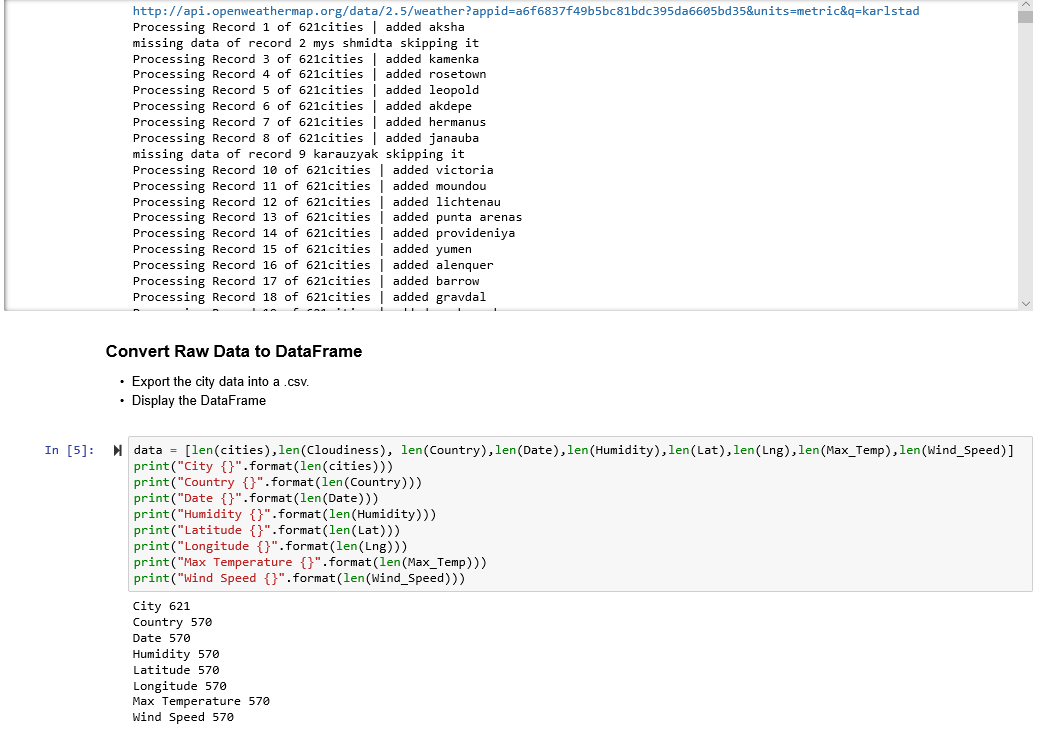 http://api.openweathermap.org/data/2.5/weather?appid=a6f6837f49b5bc81bdc395da6605bd35&units=metric&q=karlstad
Processing Record 1 of 621cities | added aksha
missing data of record 2 mys shmidta skipping it
Processing Record 3 of 621cities | added kamenka
Processing Record 4 of 621cities | added rosetown
Processing Record 5 of 621cities | added leopold
Processing Record 6 of 621cities | added akdepe
Processing Record 7 of 621cities | added hermanus
Processing Record 8 of 621cities | added janauba
missing data of record 9 karauzyak skipping it
Processing Record 10 of 621cities | added victoria
Processing Record 11 of 621cities | added moundou
Processing Record 12 of 621cities | added lichtenau
Processing Record 13 of 621cities | added punta arenas
Processing Record 14 of 621cities | added provideniya
Processing Record 15 of 621cities | added yumen
Processing Record 16 of 621cities | added alenquer
Processing Record 17 of 621cities | added barrow
Processing Record 18 of 621cities | added gravdal
Convert Raw Data to DataFrame
• Export the city data into a .csv.
• Display the DataFrame
In [5]: data = [len(cities),len(Cloudiness), len(Country),len(Date),len(Humidity),len(Lat),len(Lng),len(Max_Temp),len(Wind_Speed)]
print("City {}".format(len(cities)))
print("Country {}".format(len(Country)))
print("Date {}".format(len(Date)))
print("Humidity {}".format(len(Humidity)))
print("Latitude {}".format(len(Lat)))
print("Longitude {}".format(len(Lng)))
print("Max Temperature {}".format(len(Max_Temp)))
print("Wind Speed {}".format(len(Wind_Speed)))
City 621
Country 570
Date 570
Humidity 570
Latitude 570
Longitude 570
Max Temperature 570
Wind Speed 570